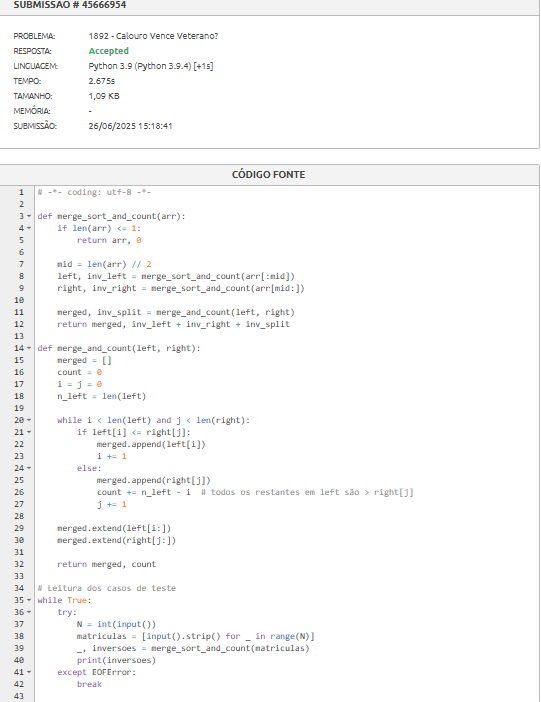 SUBMISSÃO # 45666954
PROBLEMA: 1892 - Calouro Vence Veterano?
RESPOSTA: Accepted
LINGUAGEM: Python 3.9 (Python 3.9.4) [+1s]
TEMPO: 2.675s
TAMANHO: 1,09 KB
MEMÓRIA: -
SUBMISSÃO: 26/06/2025 15:18:41
CÓDIGO FONTE
1 # -*- coding: utf-8 -*-
2
3 def merge_sort_and_count(arr):
4     if len(arr) <= 1:
5         return arr, 0
6
7     mid = len(arr) // 2
8     left, inv_left = merge_sort_and_count(arr[:mid])
9     right, inv_right = merge_sort_and_count(arr[mid:])
10
11     merged, inv_split = merge_and_count(left, right)
12     return merged, inv_left + inv_right + inv_split
13
14 def merge_and_count(left, right):
15     merged = []
16     count = 0
17     i = j = 0
18     n_left = len(left)
19
20     while i < len(left) and j < len(right):
21         if left[i] <= right[j]:
22             merged.append(left[i])
23             i += 1
24         else:
25             merged.append(right[j])
26             count += n_left - i  # todos os restantes em left são > right[j]
27             j += 1
28
29     merged.extend(left[i:])
30     merged.extend(right[j:])
31
32     return merged, count
33
34 # Leitura dos casos de teste
35 while True:
36     try:
37         N = int(input())
38         matriculas = [input().strip() for _ in range(N)]
39         _, inversoes = merge_sort_and_count(matriculas)
40         print(inversoes)
41     except EOFError:
42         break
43